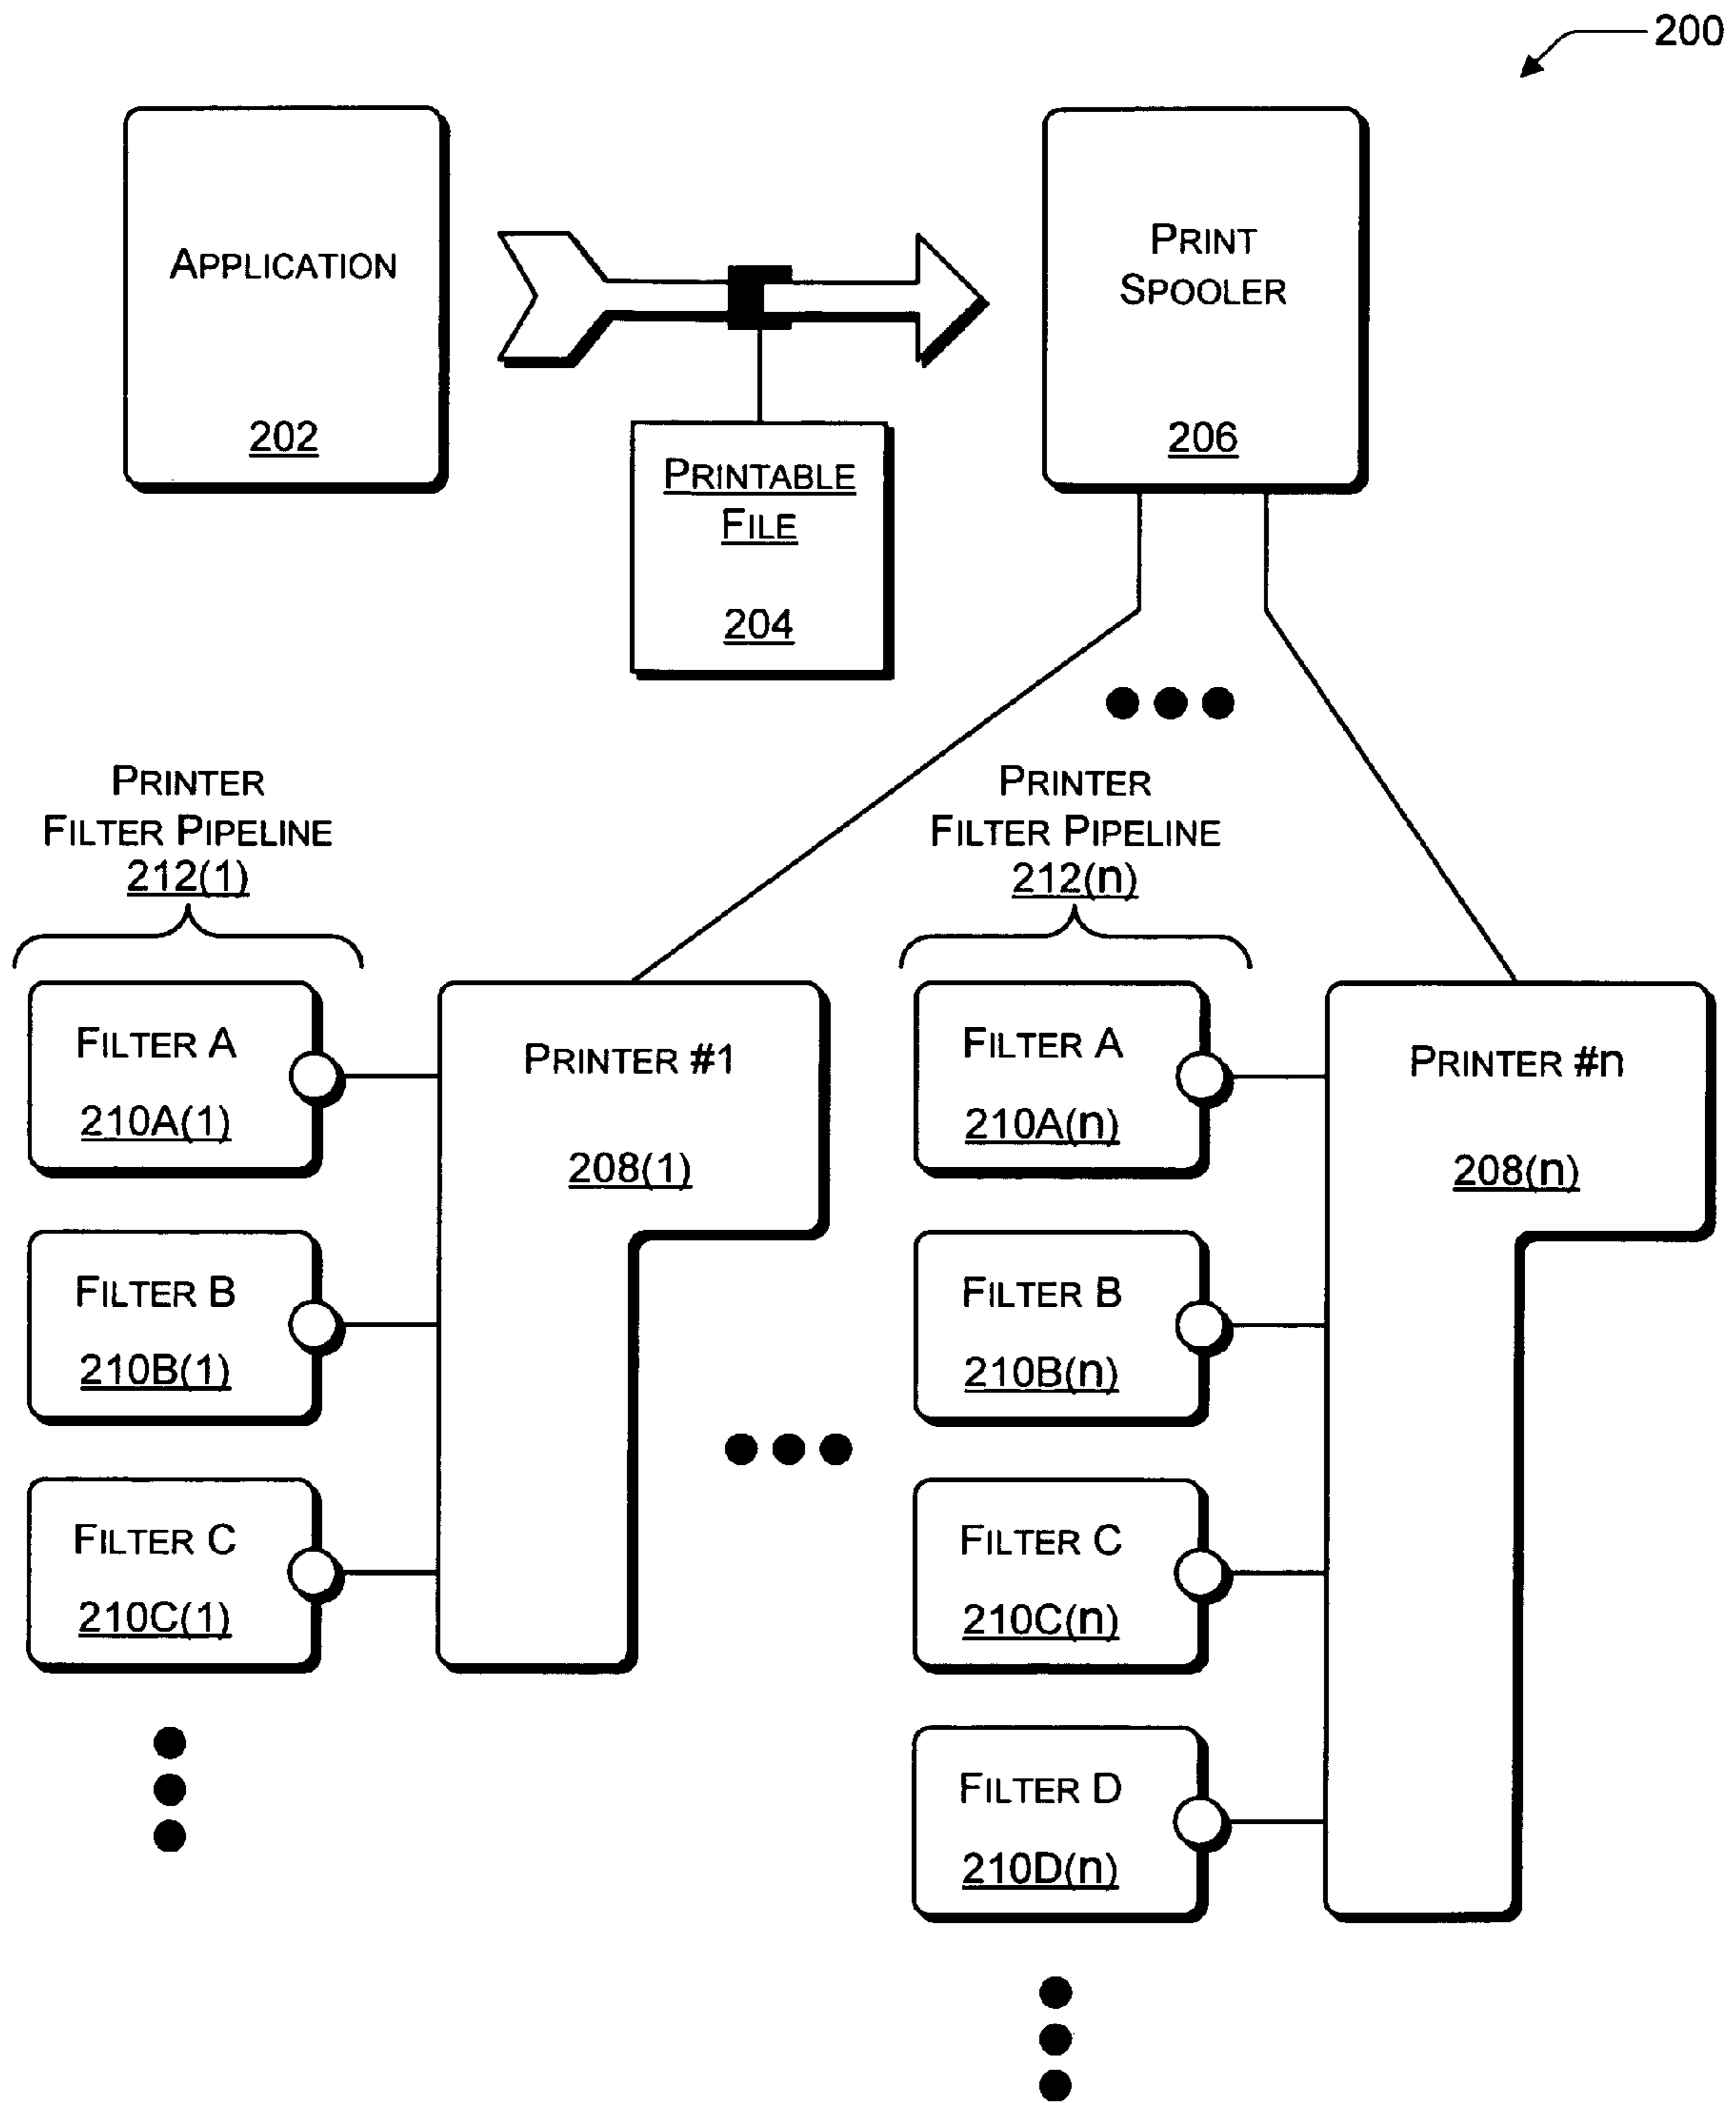 200
APPLICATION
202
PRINTABLE
FILE
204
PRINT
SPOOLER
206
PRINTER
FILTER PIPELINE
212(1)
FILTER A
210A(1)
FILTER B
210B(1)
FILTER C
210C(1)
PRINTER #1
208(1)
PRINTER
FILTER PIPELINE
212(n)
FILTER A
210A(n)
FILTER B
210B(n)
FILTER C
210C(n)
FILTER D
210D(n)
PRINTER #n
208(n)